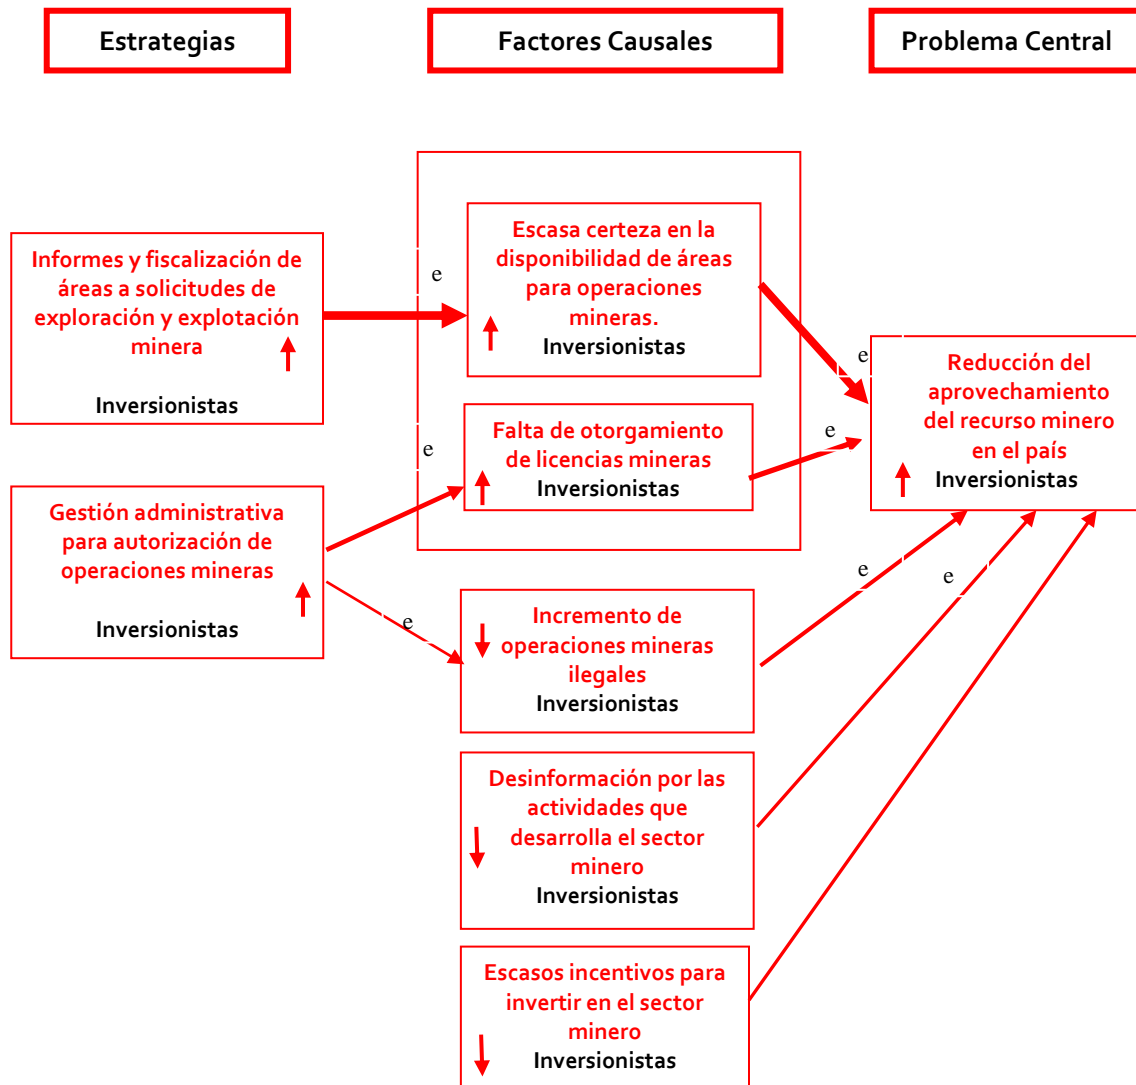 Estrategias
Factores Causales
Problema Central
Informes y fiscalización de
áreas a solicitudes de
exploración y explotación
minera
Inversionistas
e
Escasa certeza en la
disponibilidad de áreas
para operaciones
mineras.
Inversionistas
e
Reducción del
aprovechamiento
del recurso minero
en el país
Inversionistas
e
Falta de otorgamiento
de licencias mineras
Inversionistas
e
Gestión administrativa
para autorización de
operaciones mineras
Inversionistas
e
Incremento de
operaciones mineras
ilegales
Inversionistas
e
e
Desinformación por las
actividades que
desarrolla el sector
minero
Inversionistas
Escasos incentivos para
invertir en el sector
minero
Inversionistas